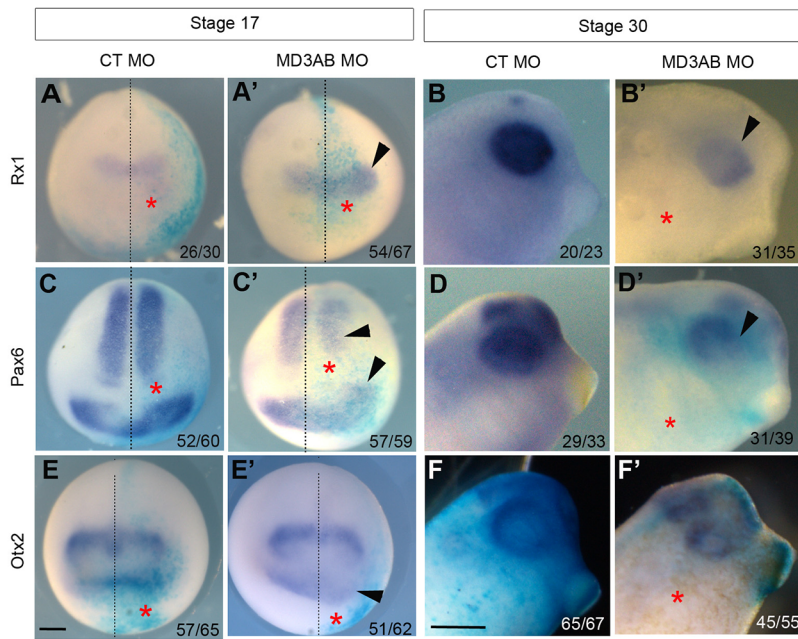 Stage 17 Stage 30
CT MO MD3AB MO CT MO MD3AB MO
Rx1
A A’ B B’
* * *
26/30 54/67 20/23 31/35
Pax6
C C’ D D’
* * *
52/60 57/59 29/33 31/39
Otx2
E E’ F F’
* * *
57/65 51/62 65/67 45/55